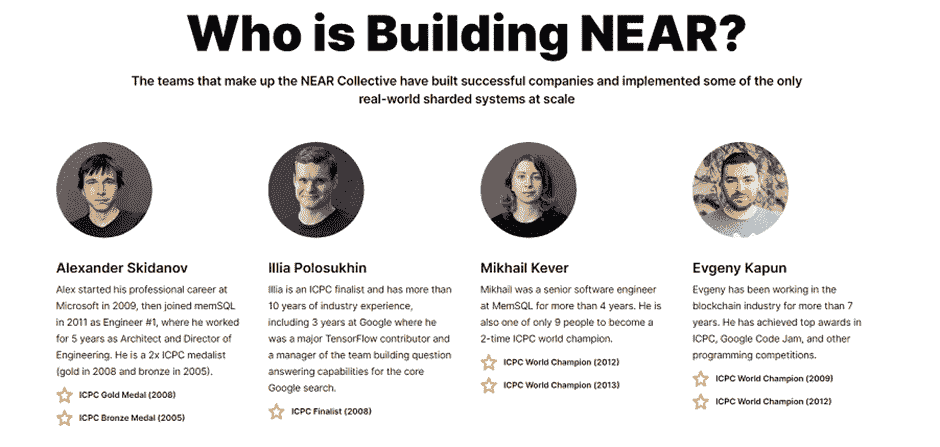 Who is Building NEAR?
The teams that make up the NEAR Collective have built successful companies and implemented some of the only
real-world sharded systems at scale
Alexander Skidanov
Alex started his professional career at
Microsoft in 2009, then joined memSQL
in 2011 as Engineer #1, where he worked
for 5 years as Architect and Director of
Engineering. He is a 2x ICPC medalist
(gold in 2008 and bronze in 2005).
ICPC Gold Medal (2008)
ICPC Bronze Medal (2005)
Illia Polosukhin
Illia is an ICPC finalist and has more than
10 years of industry experience,
including 3 years at Google where he
was a major TensorFlow contributor and
a manager of the team building question
answering capabilities for the core
Google search.
ICPC Finalist (2008)
Mikhail Kever
Mikhail was a senior software engineer
at MemSQL for more than 4 years. He is
also one of only 9 people to become a
2-time ICPC world champion.
ICPC World Champion (2012)
ICPC World Champion (2013)
Evgeny Kapun
Evgeny has been working in the
blockchain industry for more than 7
years. He has achieved top awards in
ICPC, Google Code Jam, and other
programming competitions.
ICPC World Champion (2009)
ICPC World Champion (2012)